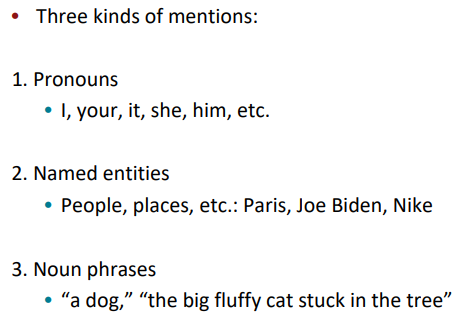 • Three kinds of mentions:
1. Pronouns
• I, your, it, she, him, etc.
2. Named entities
• People, places, etc.: Paris, Joe Biden, Nike
3. Noun phrases
• “a dog,” “the big fluffy cat stuck in the tree”